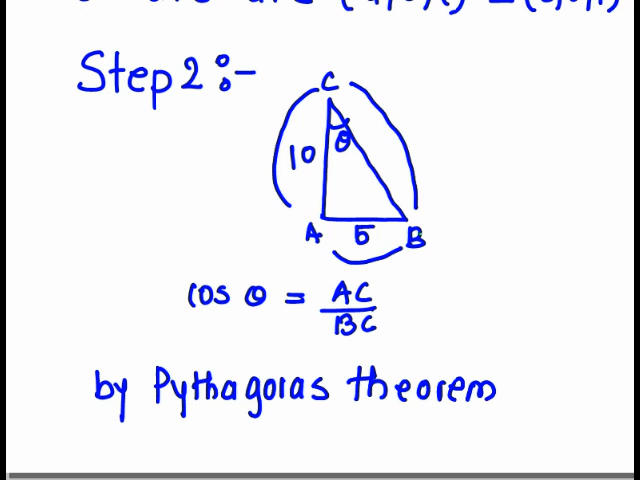 Step 2 :-
C
10 θ
A 5 B
cos θ = AC
BC
by Pythagoras theorem